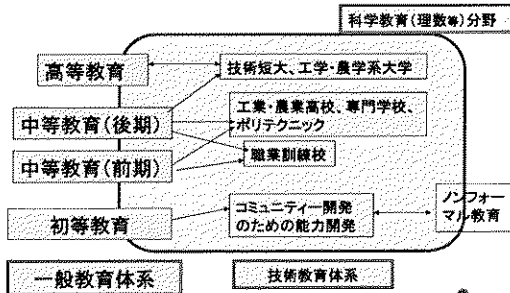 科学教育(理数等)分野
高等教育
技術短大、工学・農学系大学
中等教育(後期)
工業・農業高校、専門学校、
ポリテクニック
中等教育(前期)
職業訓練校
初等教育
コミュニティー開発
のための能力開発
ノンフォー
マル教育
一般教育体系
技術教育体系